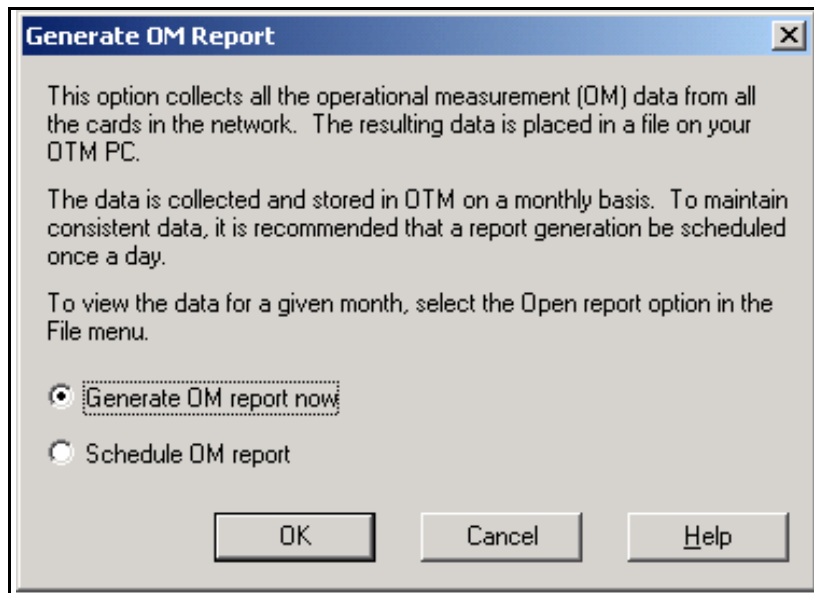 Generate OM Report
This option collects all the operational measurement (OM) data from all
the cards in the network.  The resulting data is placed in a file on your
OTM PC.
The data is collected and stored in OTM on a monthly basis.  To maintain
consistent data, it is recommended that a report generation be scheduled
once a day.
To view the data for a given month, select the Open report option in the
File menu.
Generate OM report now
Schedule OM report
OK
Cancel
Help